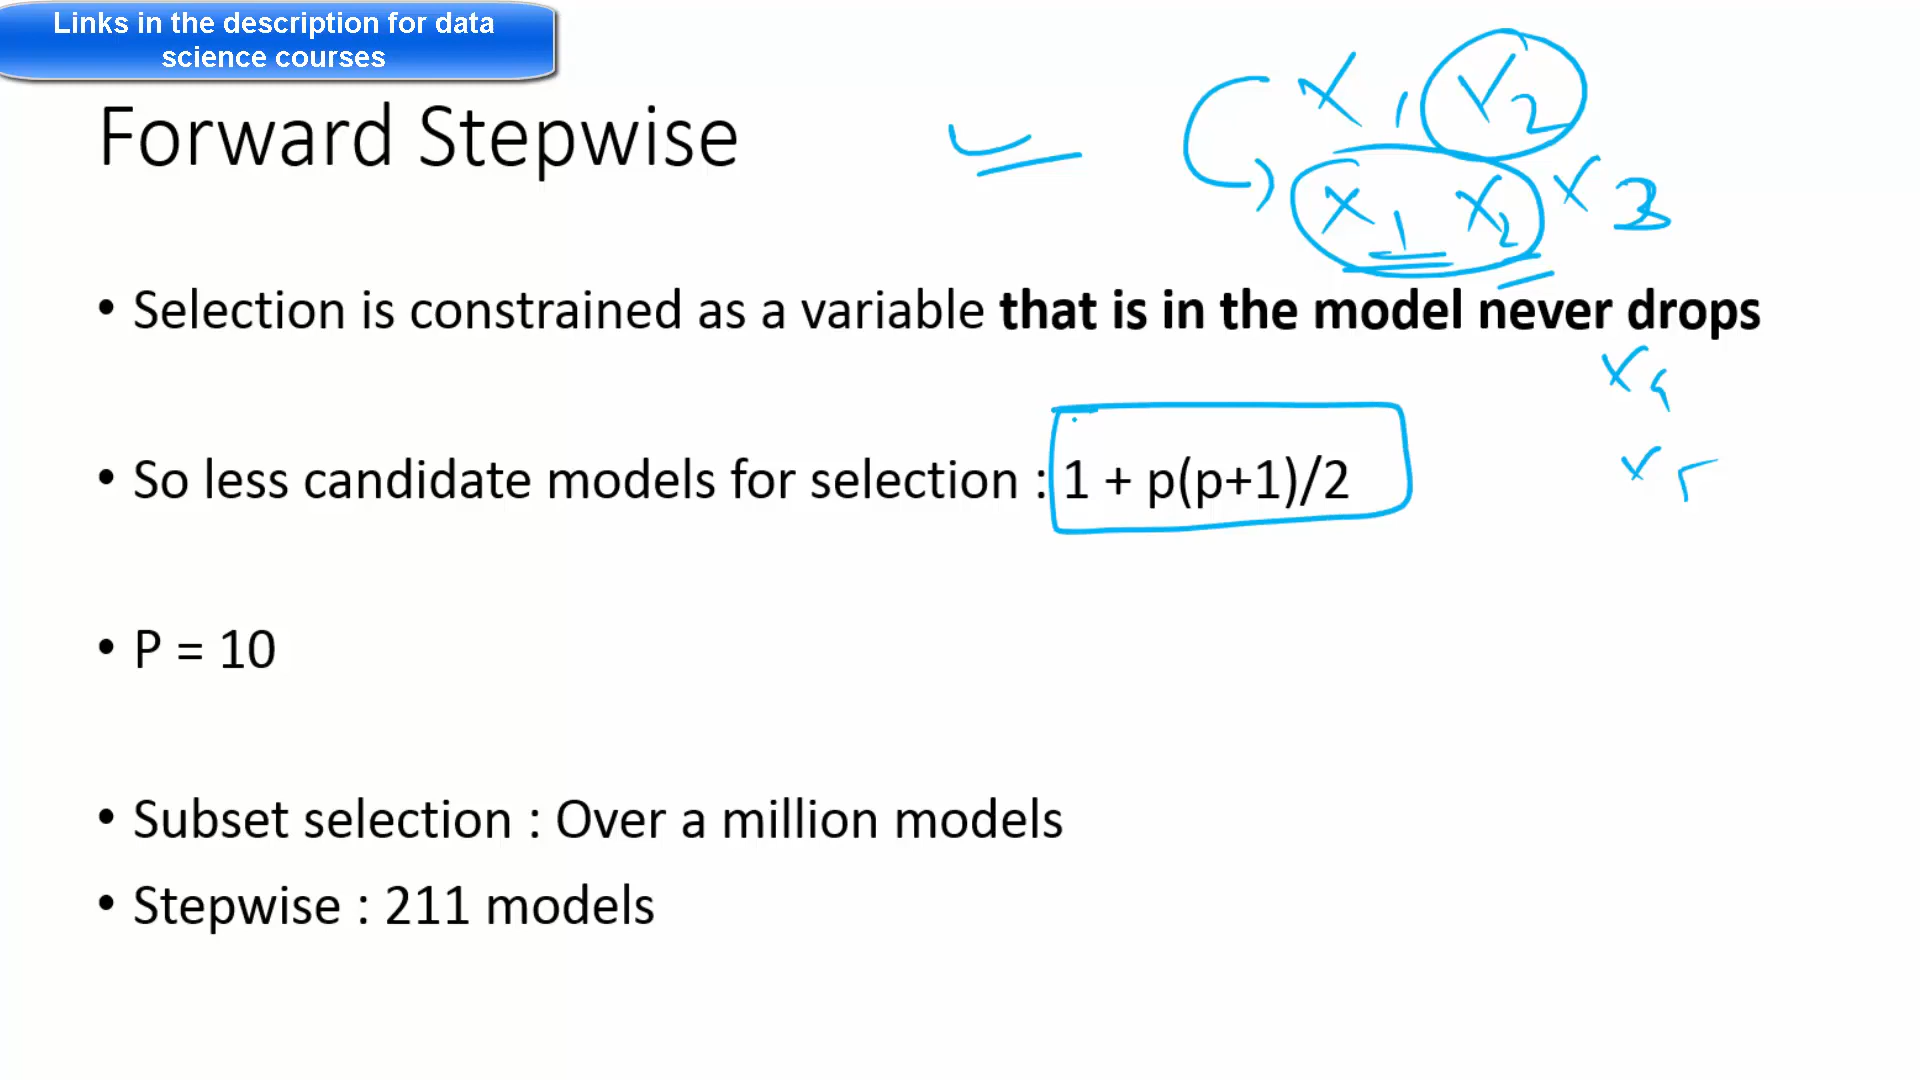 Links in the description for data
science courses
Forward Stepwise
X1 X2
X1 X2 X3
• Selection is constrained as a variable that is in the model never drops
X4
• So less candidate models for selection : 1 + p(p+1)/2
X5
• P = 10
• Subset selection : Over a million models
• Stepwise : 211 models